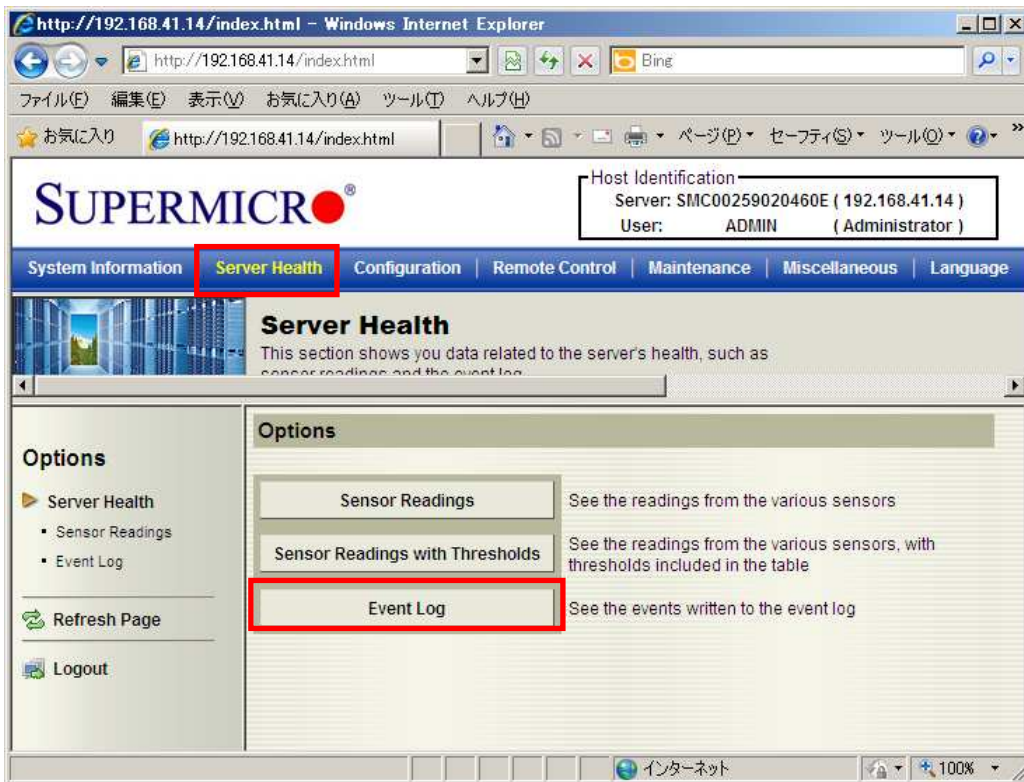 http://192.168.41.14/index.html - Windows Internet Explorer
http://192.168.41.14/index.html
Bing
ファイル(F) 編集(E) 表示(V) お気に入り(A) ツール(T) ヘルプ(H)
お気に入り http://192.168.41.14/index.html ページ(P) セーフティ(S) ツール(O) »
SUPERMICRO®
Host Identification
Server: SMC00259020460E ( 192.168.41.14 )
User: ADMIN ( Administrator )
System Information Server Health Configuration | Remote Control | Maintenance | Miscellaneous | Language
Server Health
This section shows you data related to the server's health, such as
sensor readings and the event log
Options
Server Health
Sensor Readings
Event Log
Refresh Page
Logout
Options
Sensor Readings See the readings from the various sensors
Sensor Readings with Thresholds See the readings from the various sensors, with
thresholds included in the table
Event Log See the events written to the event log
インターネット 100%